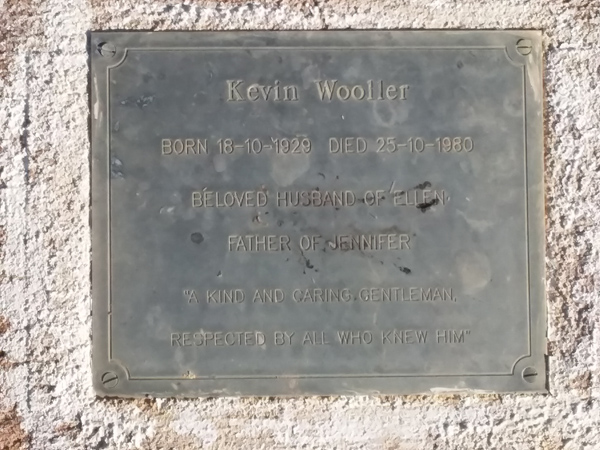 Kevin Wooller
BORN 18-10-1929 DIED 25-10-1980
BELOVED HUSBAND OF ELLEN
FATHER OF JENNIFER
"A KIND AND CARING GENTLEMAN,
RESPECTED BY ALL WHO KNEW HIM"